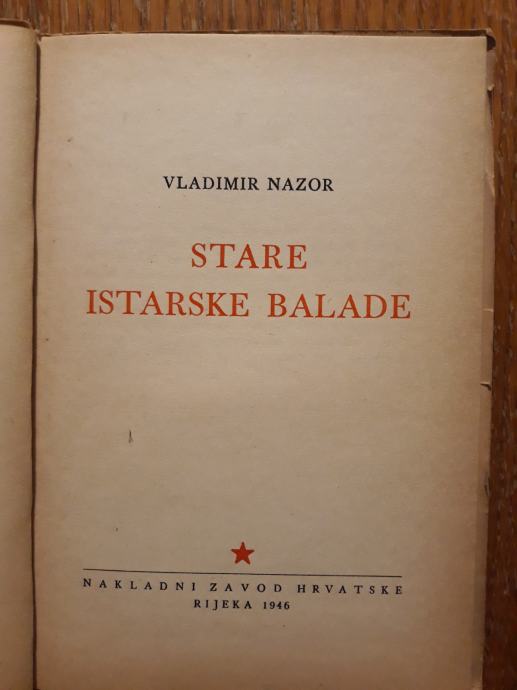 VLADIMIR NAZOR
STARE
ISTARSKE BALADE
NAKLADNI ZAVOD HRVATSKE
RIJEKA 1946